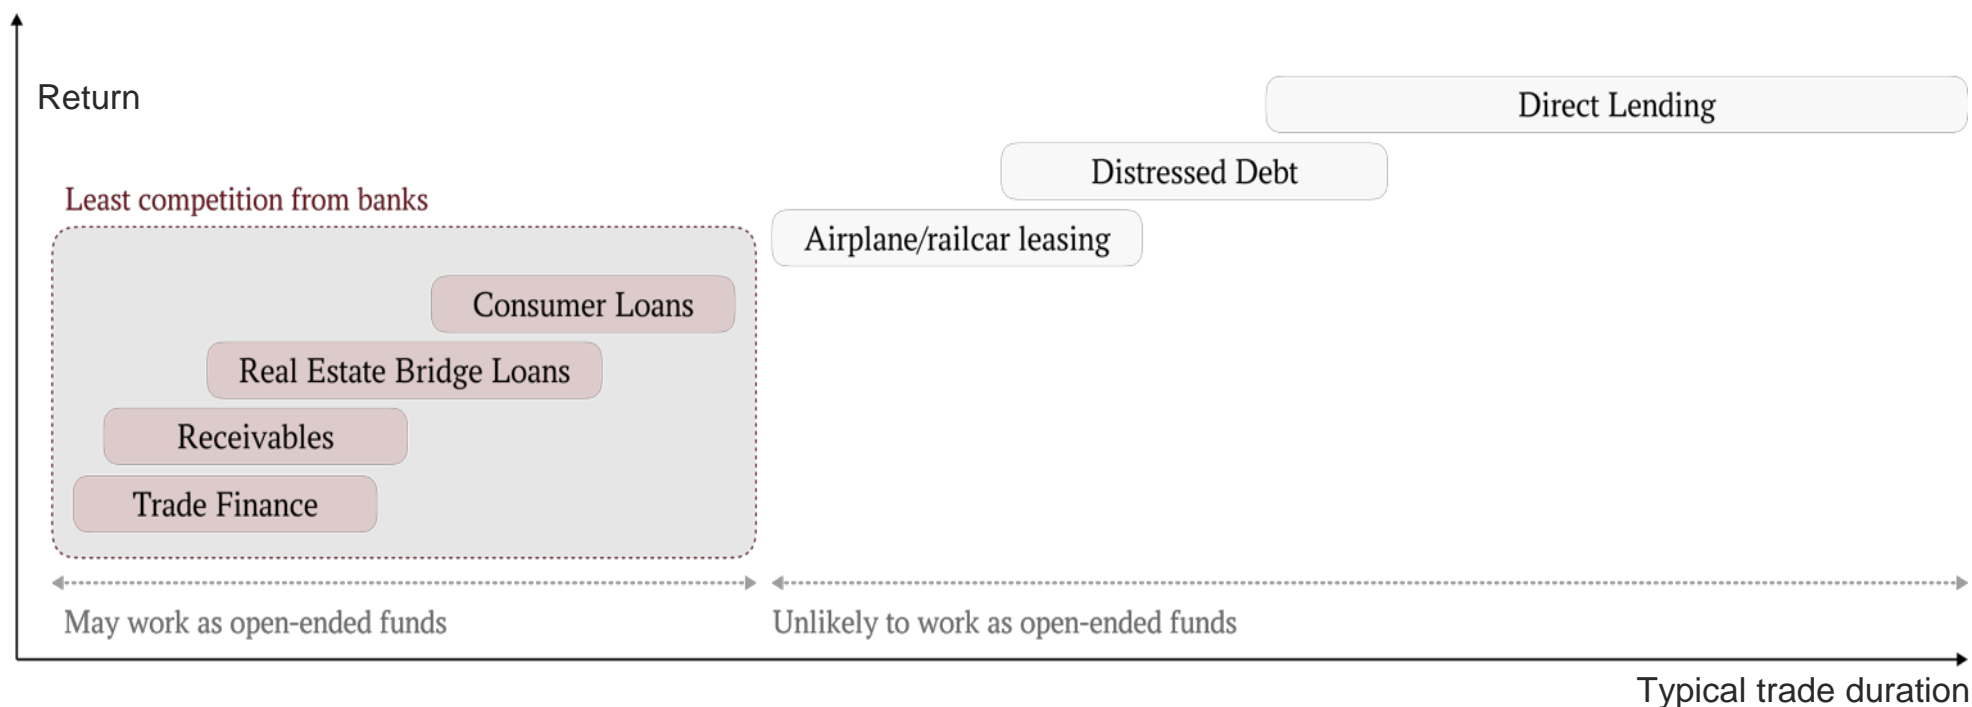 Return
Direct Lending
Distressed Debt
Least competition from banks
Airplane/railcar leasing
Consumer Loans
Real Estate Bridge Loans
Receivables
Trade Finance
May work as open-ended funds
Unlikely to work as open-ended funds
Typical trade duration